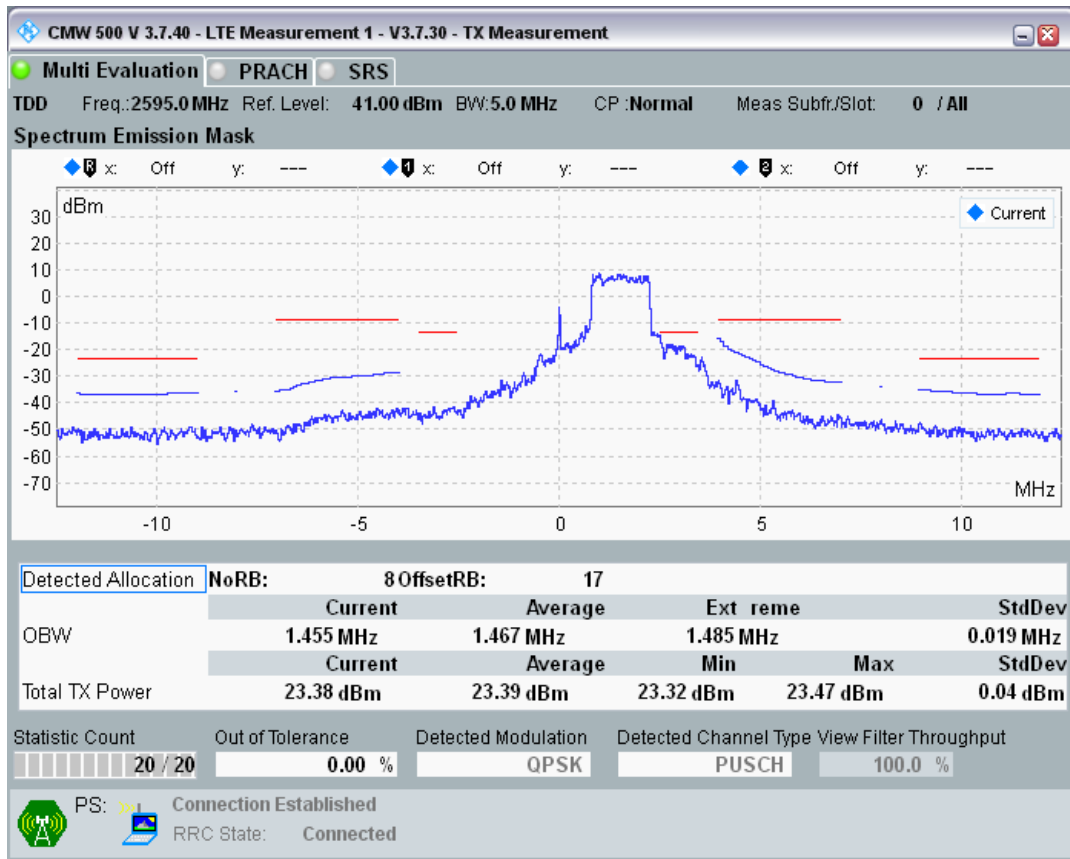 CMW 500 V 3.7.40 - LTE Measurement 1 - V3.7.30 - TX Measurement
Multi Evaluation PRACH SRS
TDD Freq.:2595.0 MHz Ref. Level: 41.00 dBm BW:5.0 MHz CP :Normal Meas Subfr./Slot: 0 / All
Spectrum Emission Mask
R x: Off y: --- 1 x: Off y: --- 2 x: Off y: ---
dBm
Current
30
20
10
0
-10
-20
-30
-40
-50
-60
-70
MHz
-10 -5 0 5 10
Detected Allocation NoRB: 8 OffsetRB: 17
Current Average Ext reme StdDev
OBW 1.455 MHz 1.467 MHz 1.485 MHz 0.019 MHz
Current Average Min Max StdDev
Total TX Power 23.38 dBm 23.39 dBm 23.32 dBm 23.47 dBm 0.04 dBm
Statistic Count Out of Tolerance Detected Modulation Detected Channel Type View Filter Throughput
20 / 20 0.00 % QPSK PUSCH 100.0 %
PS: Connection Established
RRC State: Connected